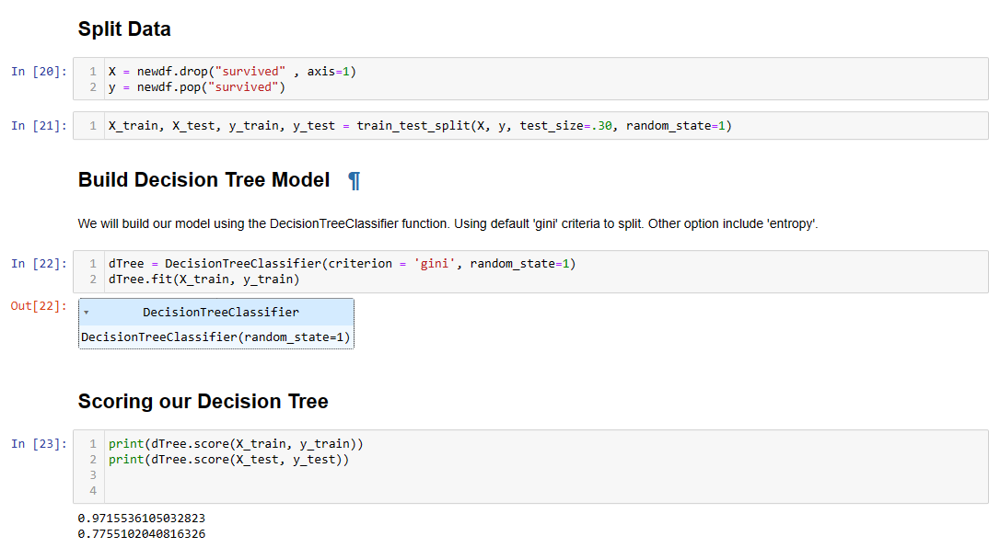 Split Data
In [20]:
1 X = newdf.drop("survived" , axis=1)
2 y = newdf.pop("survived")
In [21]:
1 X_train, X_test, y_train, y_test = train_test_split(X, y, test_size=.30, random_state=1)
Build Decision Tree Model ¶
We will build our model using the DecisionTreeClassifier function. Using default 'gini' criteria to split. Other option include 'entropy'.
In [22]:
1 dTree = DecisionTreeClassifier(criterion = 'gini', random_state=1)
2 dTree.fit(X_train, y_train)
Out[22]:
▾ DecisionTreeClassifier
DecisionTreeClassifier(random_state=1)
Scoring our Decision Tree
In [23]:
1 print(dTree.score(X_train, y_train))
2 print(dTree.score(X_test, y_test))
3
4
0.9715536105032823
0.7755102040816326